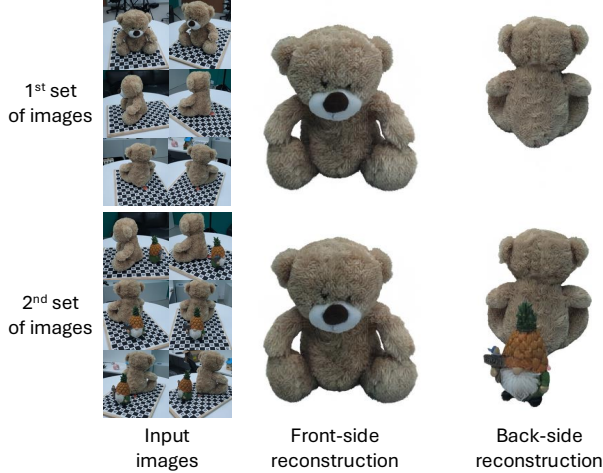 1st set
of images
2nd set
of images
Input
images
Front-side
reconstruction
Back-side
reconstruction